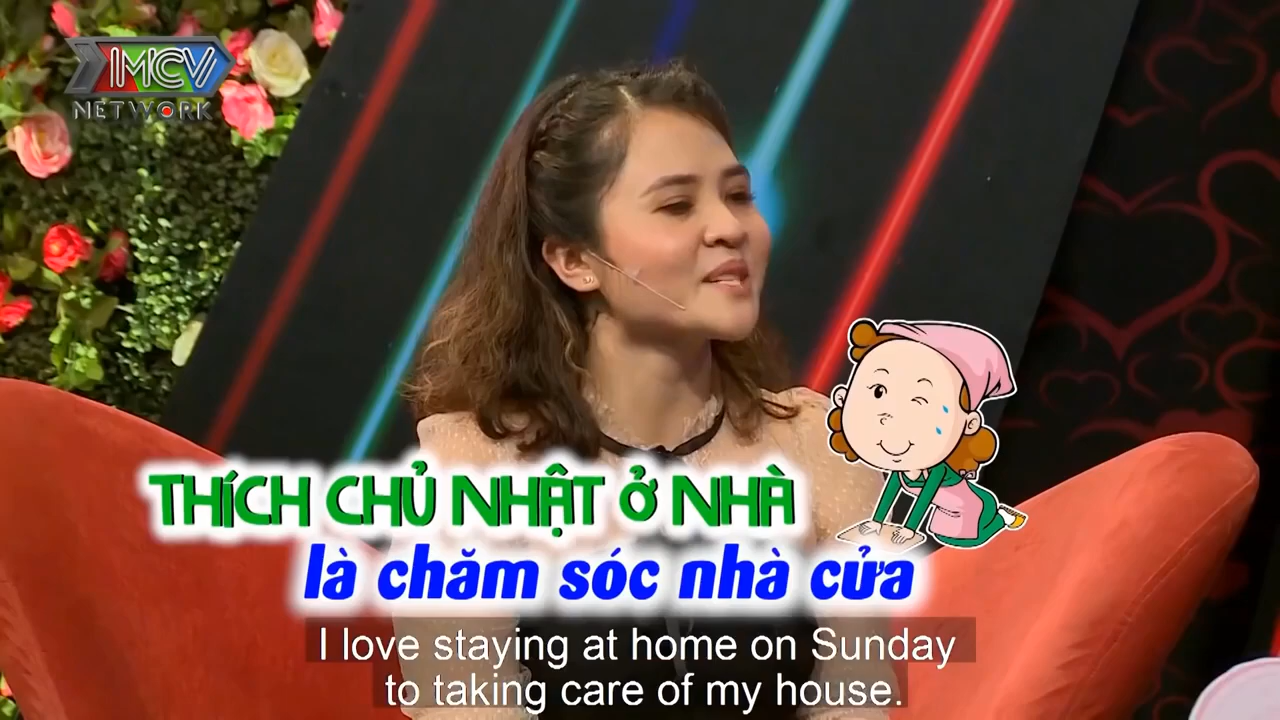 MCV
NETWORK
THÍCH CHỦ NHẬT Ở NHÀ
là chăm sóc nhà cửa
I love staying at home on Sunday
to taking care of my house.